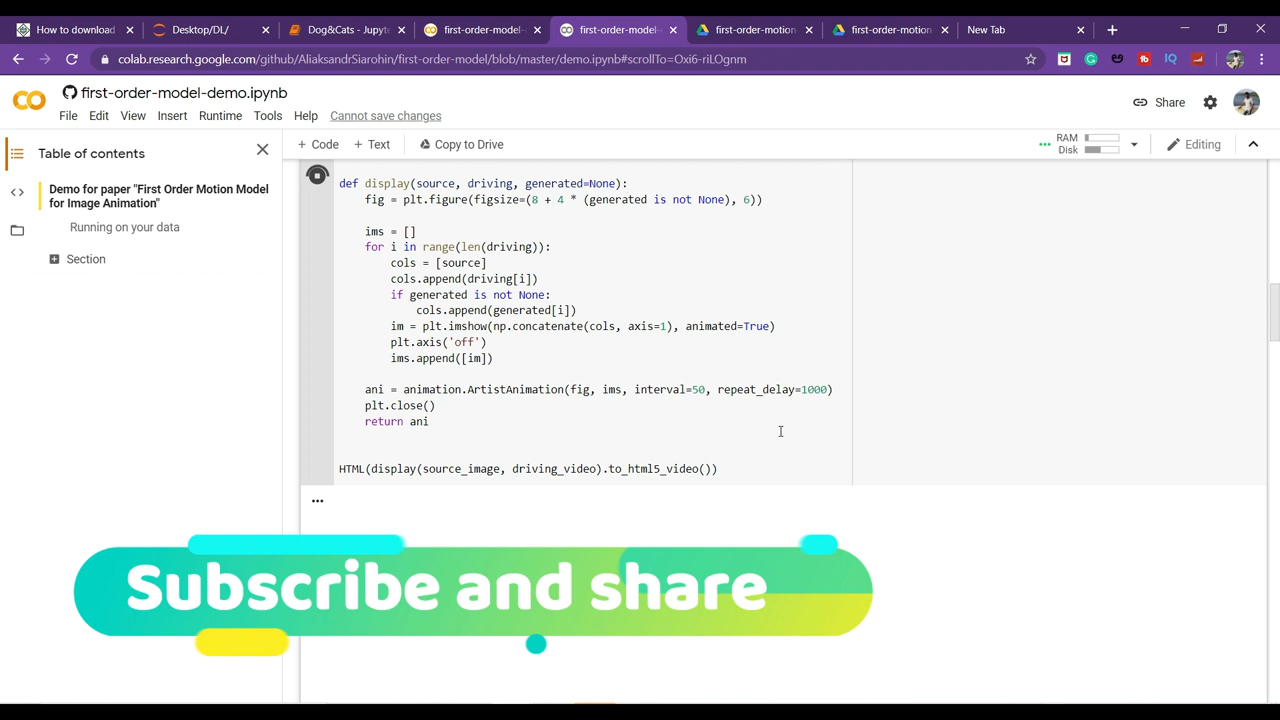 How to download
Desktop/DL/
Dog&Cats - Jupyte
first-order-model-
first-order-model-
first-order-motion
first-order-motion
New Tab
colab.research.google.com/github/AliaksandrSiarohin/first-order-model/blob/master/demo.ipynb#scrollTo=Oxi6-riLOgnm
first-order-model-demo.ipynb
Share
File Edit View Insert Runtime Tools Help Cannot save changes
Table of contents
+ Code + Text Copy to Drive
RAM
Disk
Editing
Demo for paper "First Order Motion Model
for Image Animation"
Running on your data
Section
def display(source, driving, generated=None):
fig = plt.figure(figsize=(8 + 4 * (generated is not None), 6))
ims = []
for i in range(len(driving)):
cols = [source]
cols.append(driving[i])
if generated is not None:
cols.append(generated[i])
im = plt.imshow(np.concatenate(cols, axis=1), animated=True)
plt.axis('off')
ims.append([im])
ani = animation.ArtistAnimation(fig, ims, interval=50, repeat_delay=1000)
plt.close()
return ani
HTML(display(source_image, driving_video).to_html5_video())
Subscribe and share